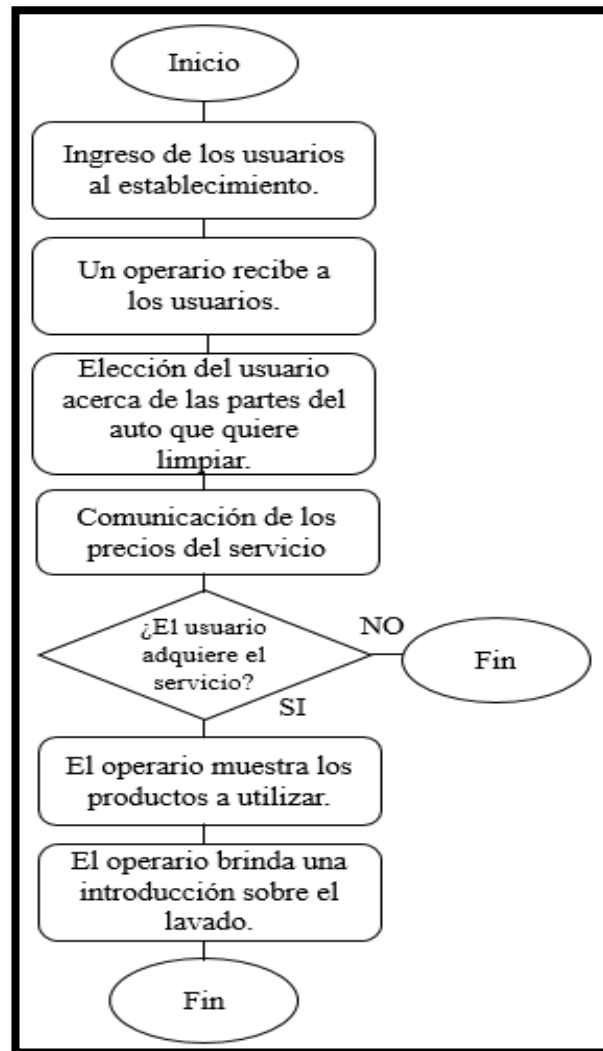 Inicio
Ingreso de los usuarios
al establecimiento.
Un operario recibe a
los usuarios.
Elección del usuario
acerca de las partes del
auto que quiere
limpiar.
Comunicación de los
precios del servicio
¿El usuario
adquiere el
servicio?
NO
Fin
SI
El operario muestra los
productos a utilizar.
El operario brinda una
introducción sobre el
lavado.
Fin